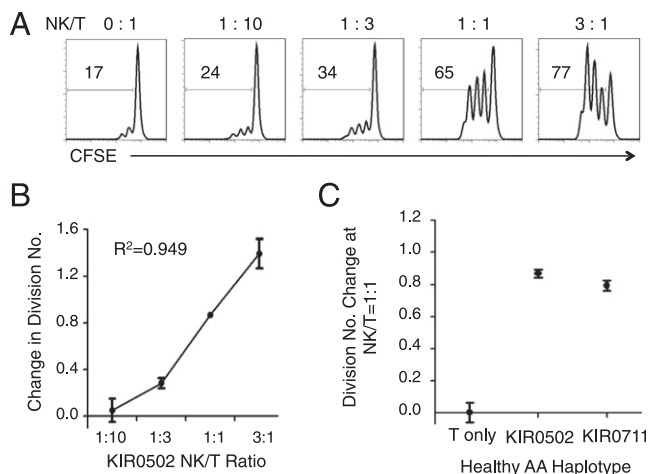 A
NK/T 0 : 1 1 : 10 1 : 3 1 : 1 3 : 1
17 24 34 65 77
CFSE
B
Change in Division No.
1.6
1.2
0.8
0.4
0.0
R²=0.949
1:10 1:3 1:1 3:1
KIR0502 NK/T Ratio
C
Division No. Change at
NK/T=1:1
1.2
1.0
0.8
0.6
0.4
0.2
0.0
T only KIR0502 KIR0711
Healthy AA Haplotype